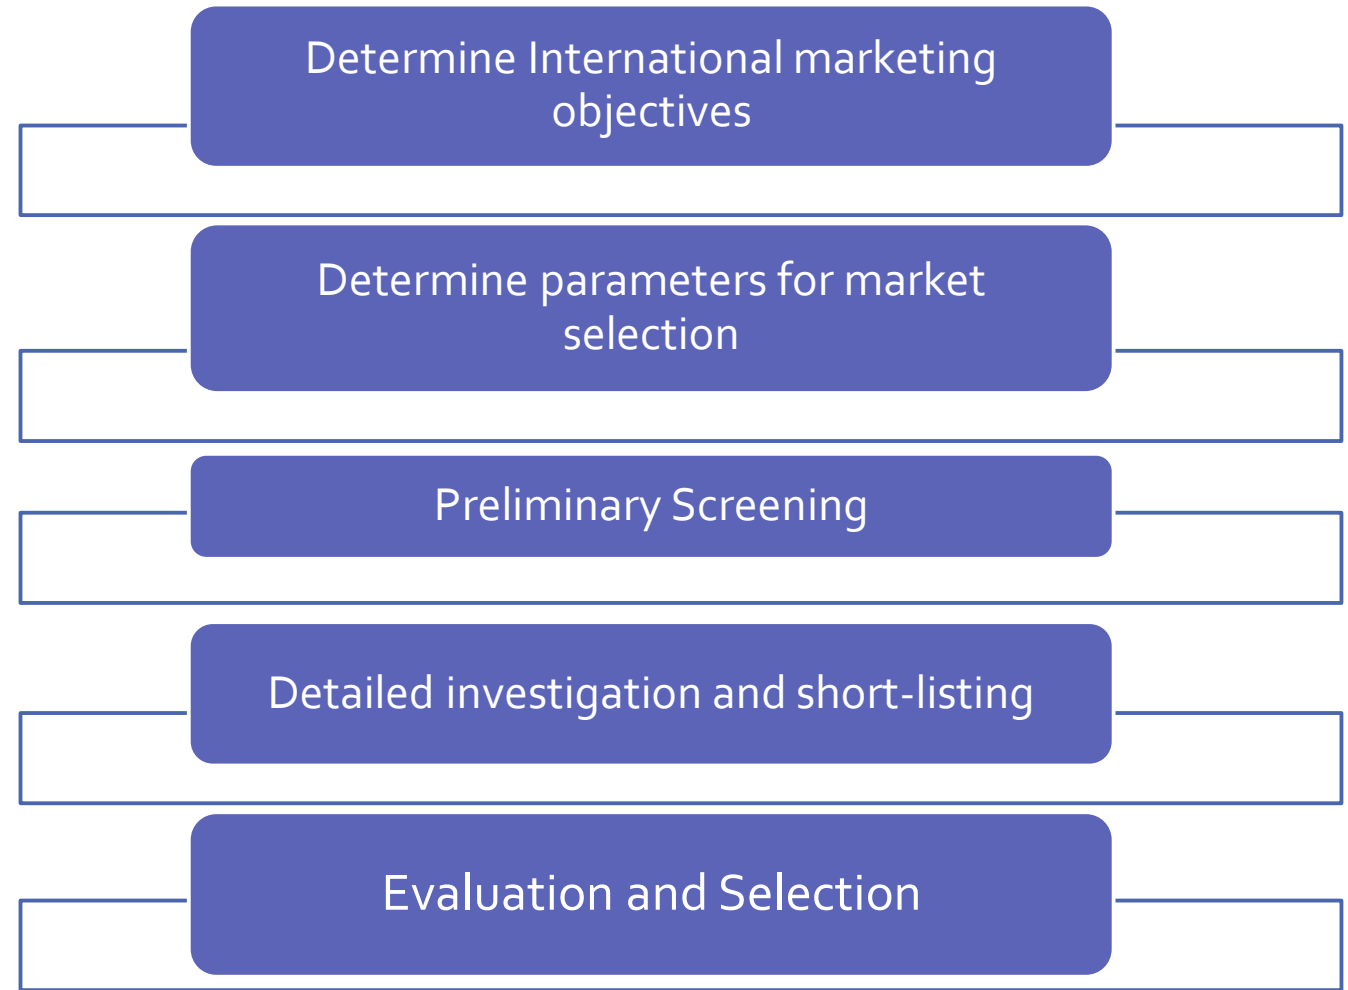 Determine International marketing
objectives
Determine parameters for market
selection
Preliminary Screening
Detailed investigation and short-listing
Evaluation and Selection